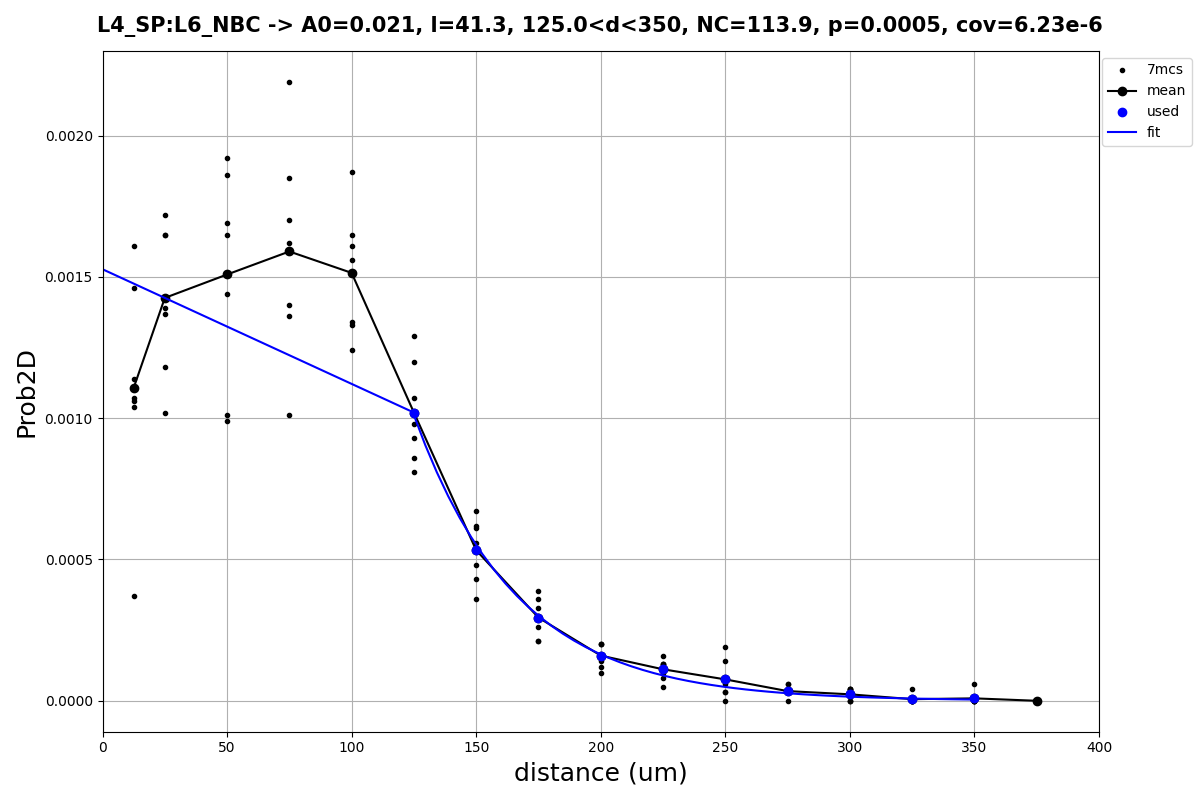 L4_SP:L6_NBC -> A0=0.021, l=41.3, 125.0<d<350, NC=113.9, p=0.0005, cov=6.23e-6
7mcs
mean
used
fit
0.0020
0.0015
0.0010
0.0005
0.0000
Prob2D
0 50 100 150 200 250 300 350 400
distance (um)